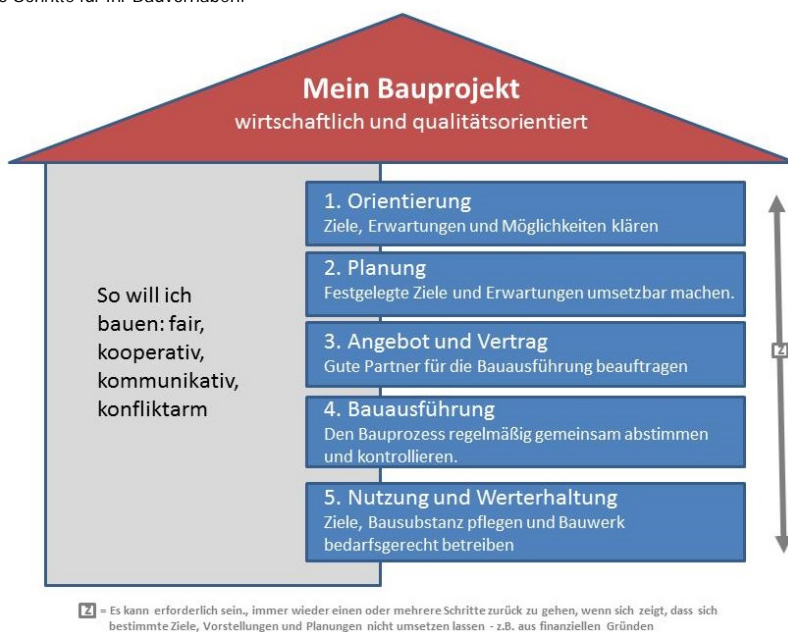 Schritte für Ihr Bauvorhaben:
Mein Bauprojekt
wirtschaftlich und qualitätsorientiert
So will ich
bauen: fair,
kooperativ,
kommunikativ,
konfliktarm
1. Orientierung
Ziele, Erwartungen und Möglichkeiten klären
2. Planung
Festgelegte Ziele und Erwartungen umsetzbar machen.
3. Angebot und Vertrag
Gute Partner für die Bauausführung beauftragen
4. Bauausführung
Den Bauprozess regelmäßig gemeinsam abstimmen
und kontrollieren.
5. Nutzung und Werterhaltung
Ziele, Bausubstanz pflegen und Bauwerk
bedarfsgerecht betreiben
Z
Z = Es kann erforderlich sein., immer wieder einen oder mehrere Schritte zurück zu gehen, wenn sich zeigt, dass sich
bestimmte Ziele, Vorstellungen und Planungen nicht umsetzen lassen - z.B. aus finanziellen Gründen